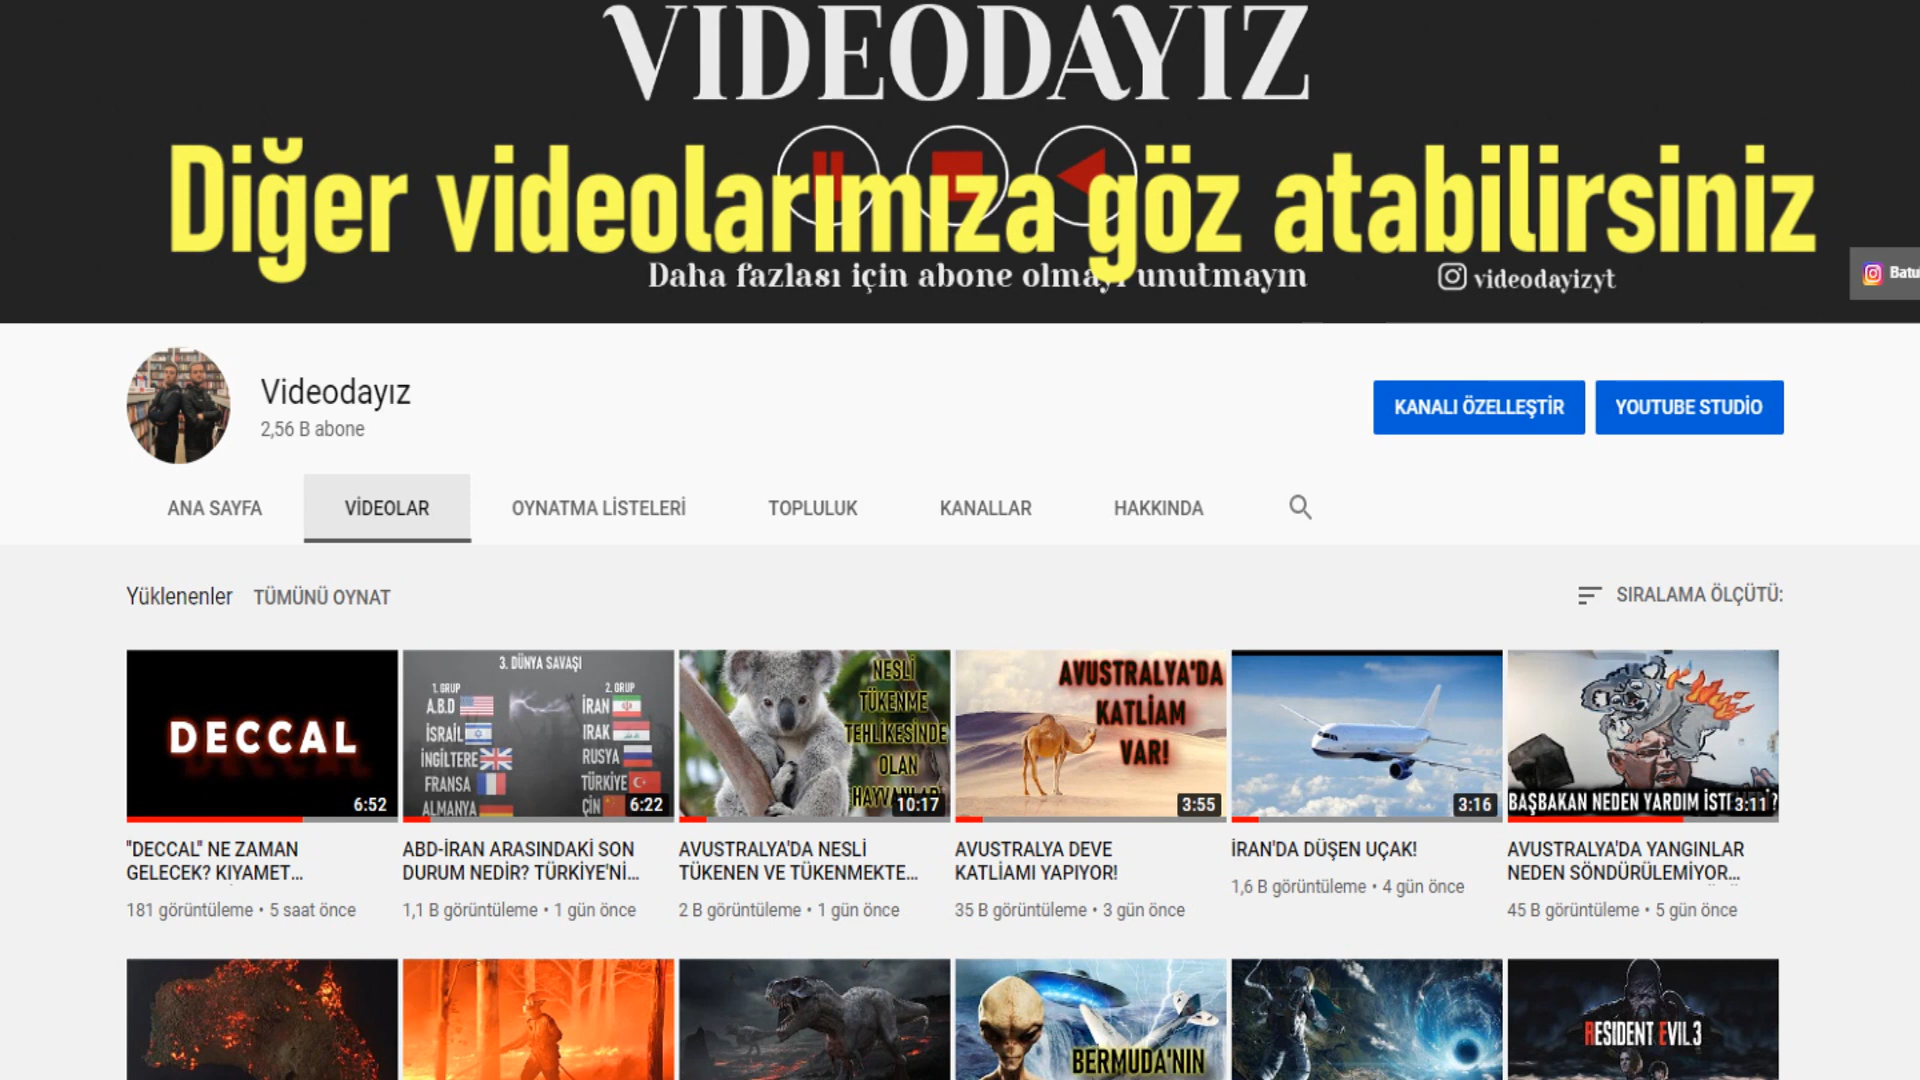 VIDEODAYIZ
Diğer videolarımıza göz atabilirsiniz
Daha fazlası için abone olmayı unutmayın
videodayizyt
Batu
Videodayız
2,56 B abone
KANALI ÖZELLEŞTİR
YOUTUBE STUDİO
ANA SAYFA
VİDEOLAR
OYNATMA LİSTELERİ
TOPLULUK
KANALLAR
HAKKINDA
Yüklenenler
TÜMÜNÜ OYNAT
SIRALAMA ÖLÇÜTÜ:
DECCAL
6:52
3. DÜNYA SAVAŞI
1. GRUP
A.B.D
İSRAİL
İNGİLTERE
FRANSA
ALMANYA
2. GRUP
İRAN
IRAK
RUSYA
TÜRKİYE
ÇİN
6:22
NESLİ
TÜKENME
TEHLİKESİNDE
OLAN
10:17
AVUSTRALYA'DA
KATLİAM
VAR!
3:55
3:16
BAŞBAKAN NEDEN YARDIM
3:11
"DECCAL" NE ZAMAN
GELECEK? KIYAMET...
181 görüntüleme • 5 saat önce
ABD-İRAN ARASINDAKİ SON
DURUM NEDİR? TÜRKİYE'Nİ...
1,1 B görüntüleme • 1 gün önce
AVUSTRALYA'DA NESLİ
TÜKENEN VE TÜKENMEKTE...
2 B görüntüleme • 1 gün önce
AVUSTRALYA DEVE
KATLİAMI YAPIYOR!
35 B görüntüleme • 3 gün önce
İRAN'DA DÜŞEN UÇAK!
1,6 B görüntüleme • 4 gün önce
AVUSTRALYA'DA YANGINLAR
NEDEN SÖNDÜRÜLEMİYOR...
45 B görüntüleme • 5 gün önce
BERMUDA'NIN
RESIDENT EVIL 3